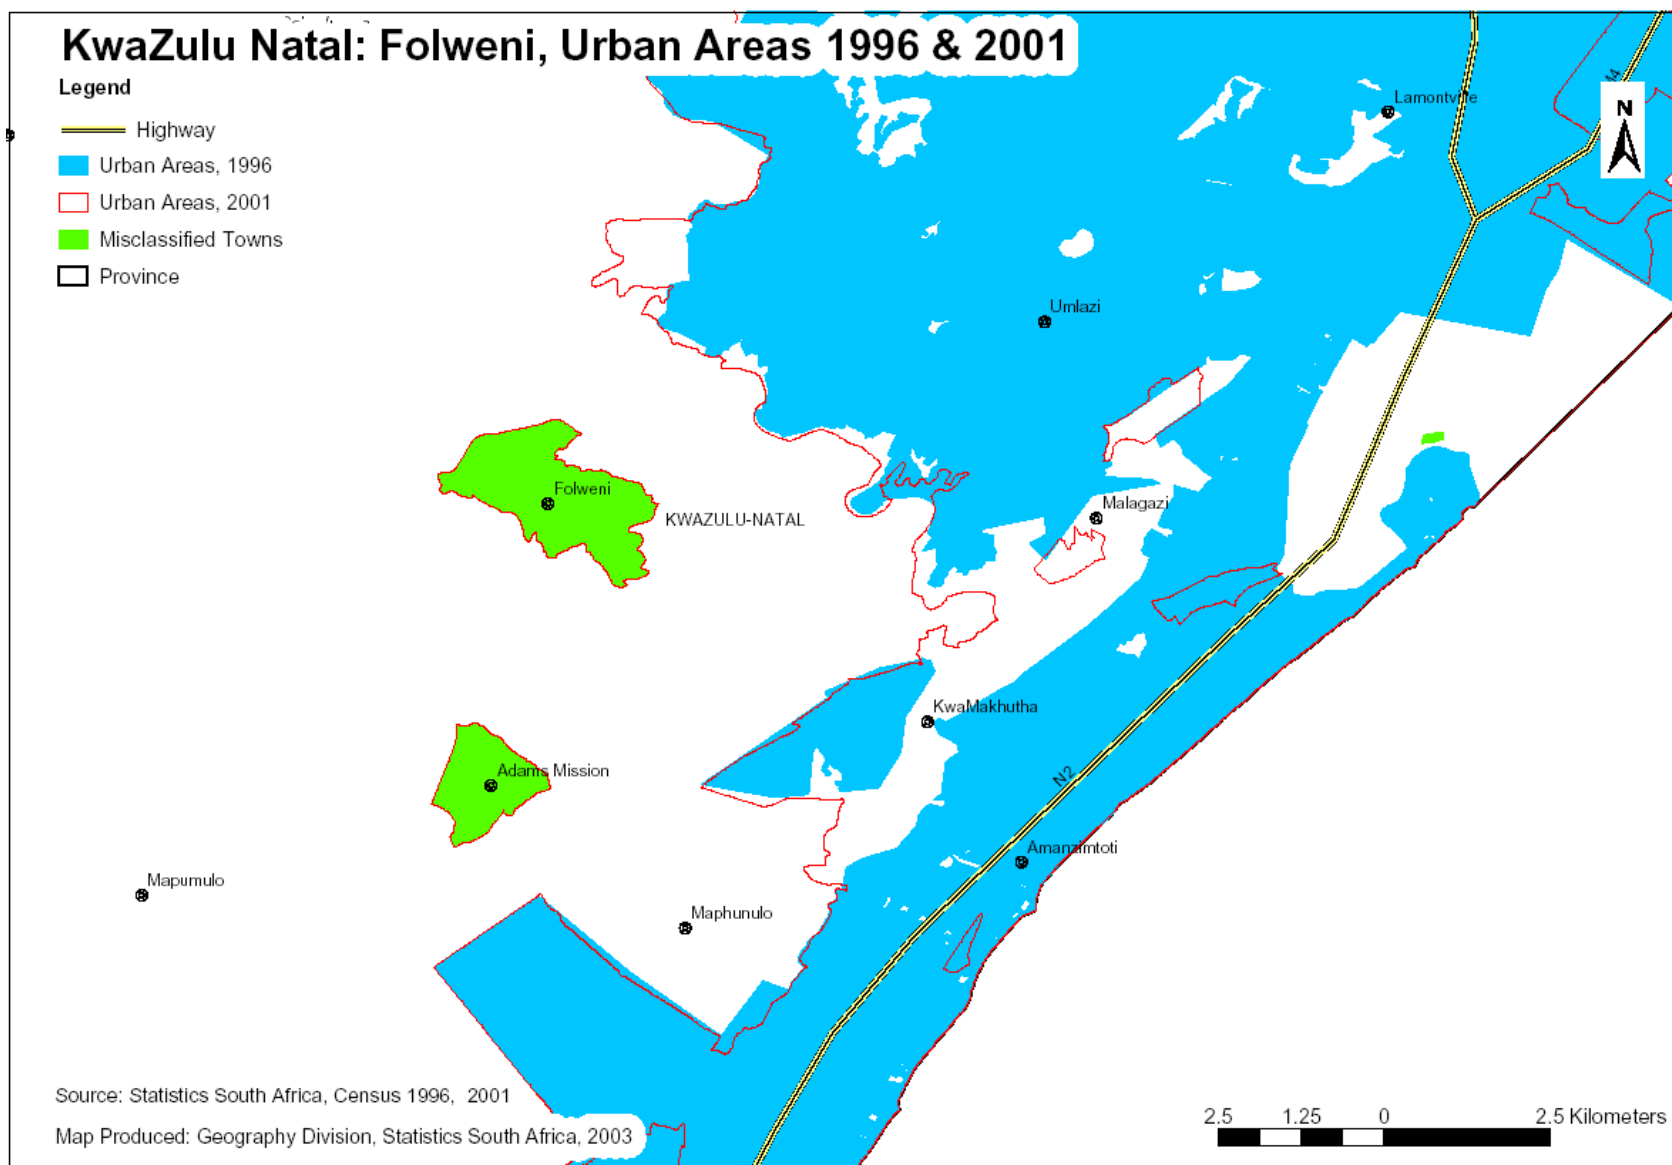 KwaZulu Natal: Folweni, Urban Areas 1996 & 2001
Legend
Highway
Urban Areas, 1996
Urban Areas, 2001
Misclassified Towns
Province
M4
Lamontville
N
Umlazi
Folweni
KWAZULU-NATAL
Malagazi
KwaMakhutha
Adams Mission
N2
Amanzimtoti
Mapumulo
Maphunulo
Source: Statistics South Africa, Census 1996, 2001
Map Produced: Geography Division, Statistics South Africa, 2003
2.5 1.25 0 2.5 Kilometers